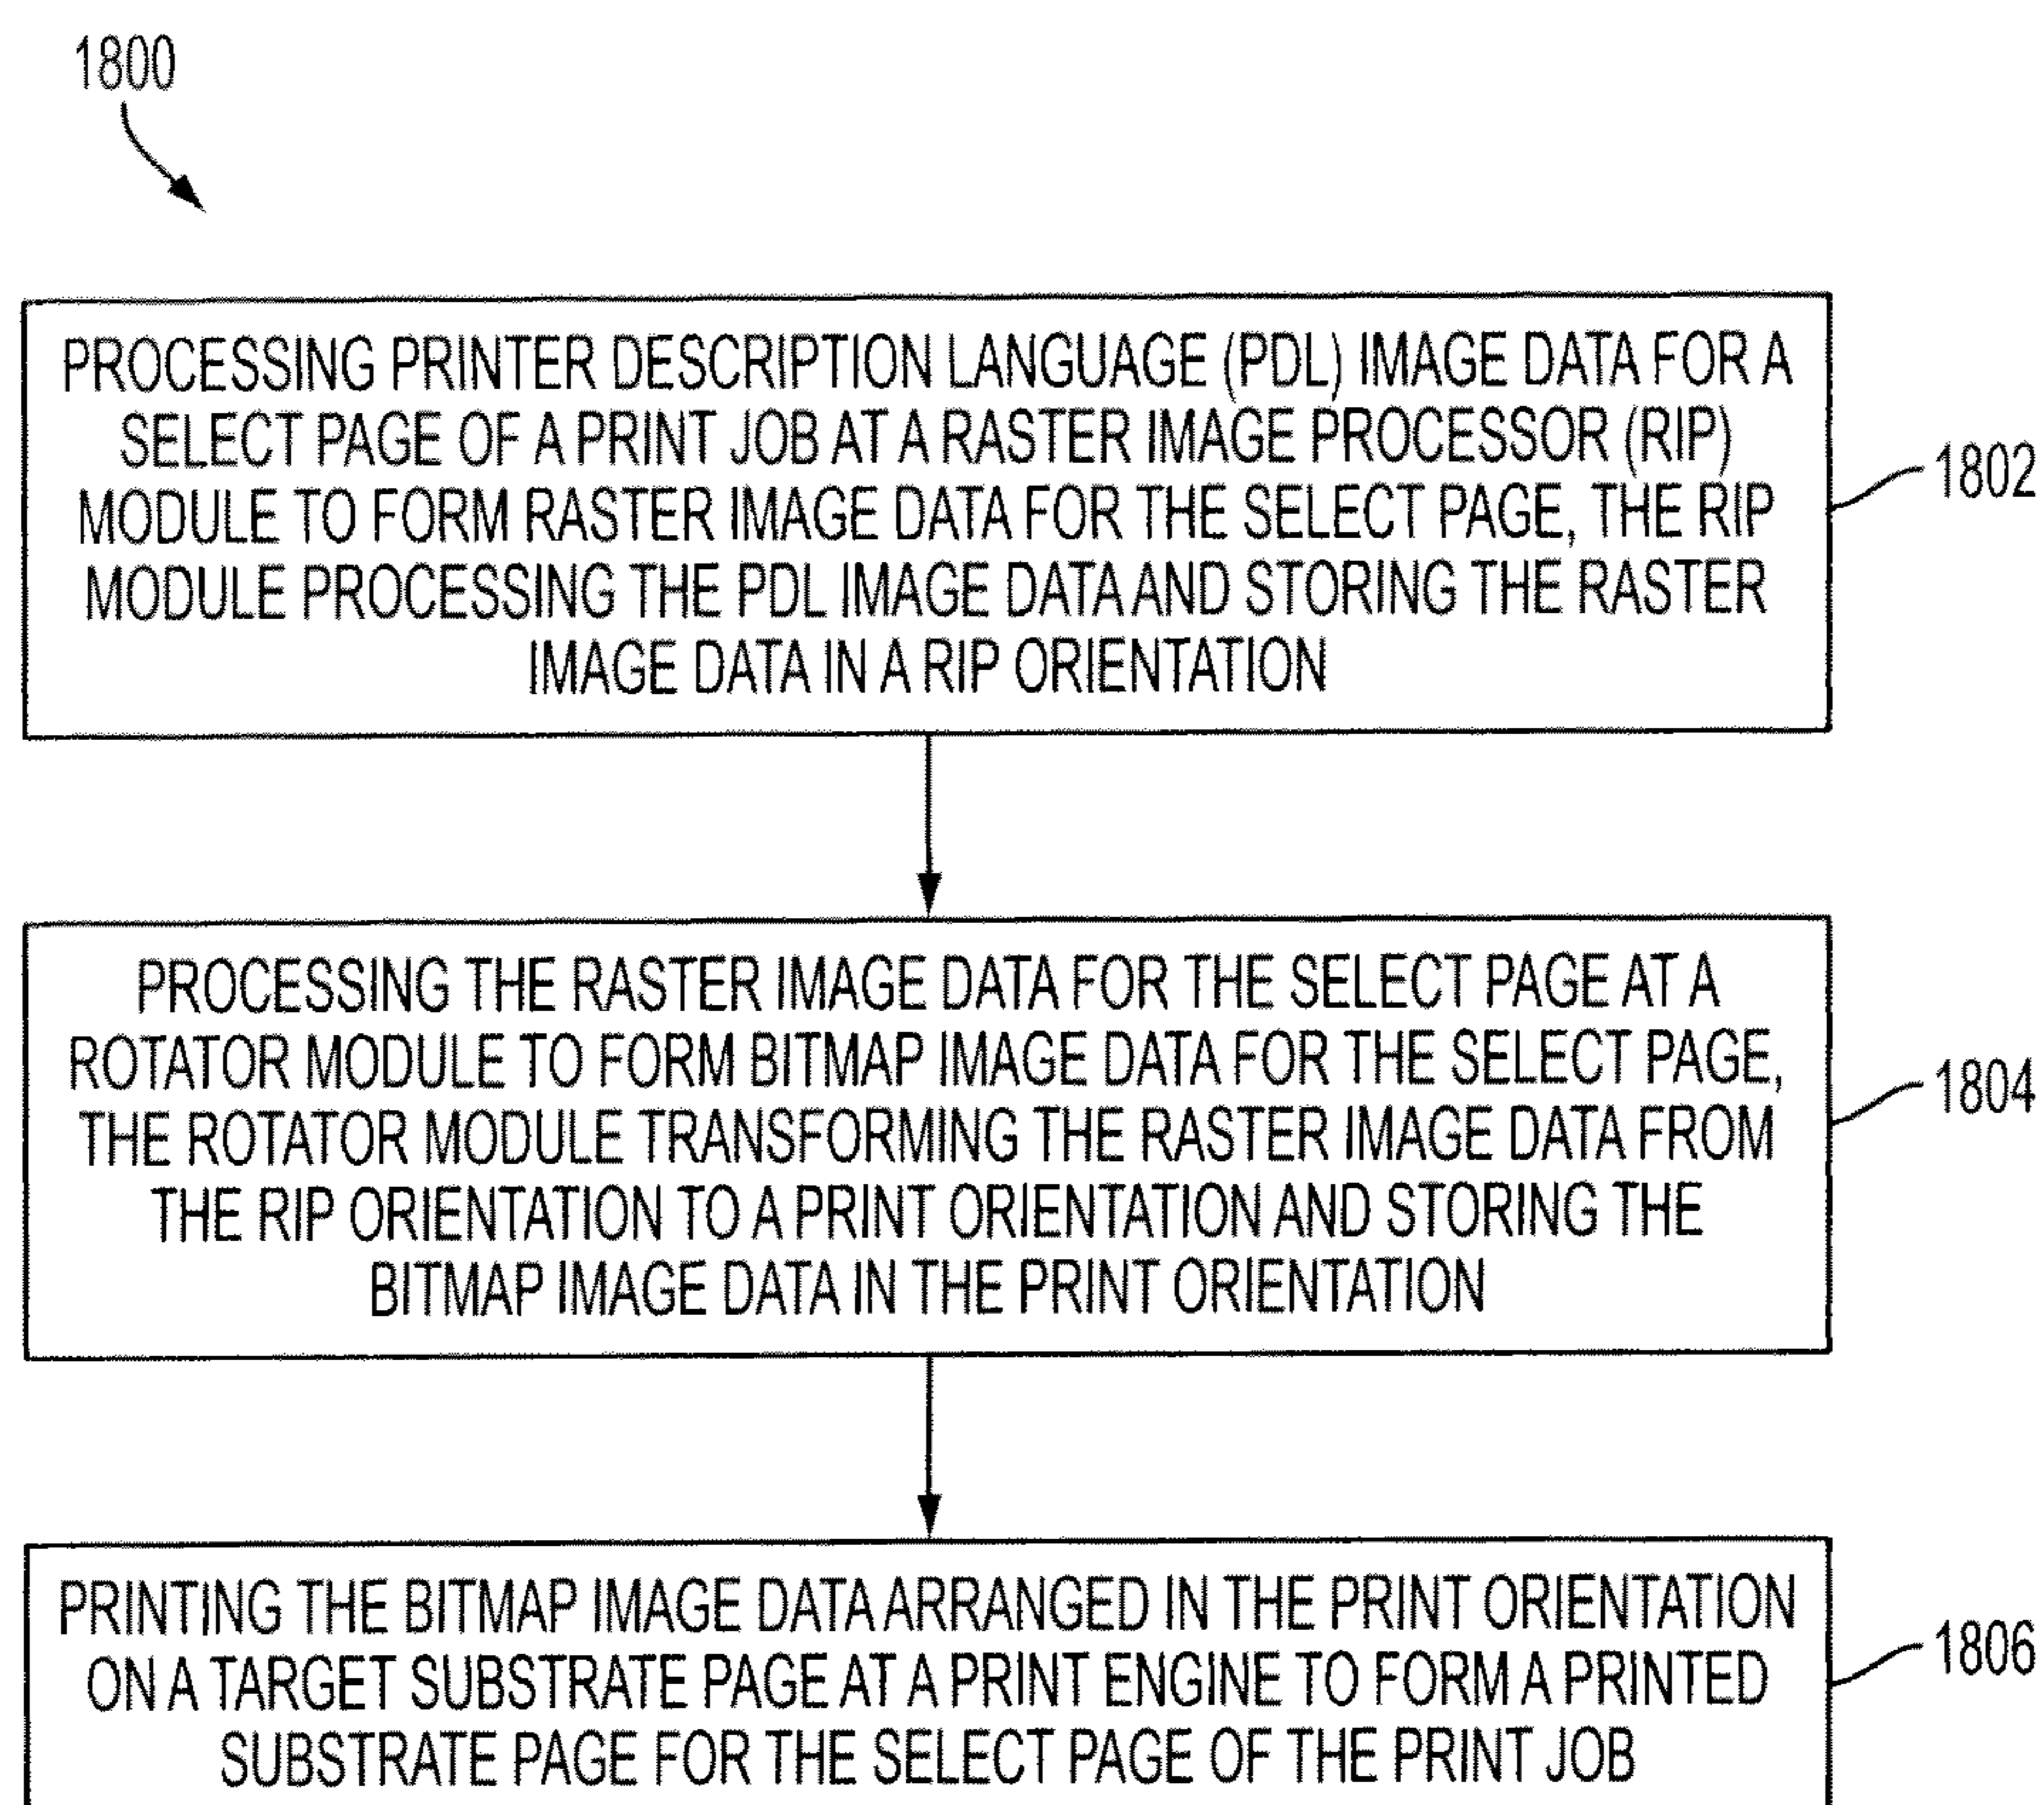 1800
PROCESSING PRINTER DESCRIPTION LANGUAGE (PDL) IMAGE DATA FOR A
SELECT PAGE OF A PRINT JOB AT A RASTER IMAGE PROCESSOR (RIP)
MODULE TO FORM RASTER IMAGE DATA FOR THE SELECT PAGE, THE RIP
MODULE PROCESSING THE PDL IMAGE DATA AND STORING THE RASTER
IMAGE DATA IN A RIP ORIENTATION
1802
PROCESSING THE RASTER IMAGE DATA FOR THE SELECT PAGE AT A
ROTATOR MODULE TO FORM BITMAP IMAGE DATA FOR THE SELECT PAGE,
THE ROTATOR MODULE TRANSFORMING THE RASTER IMAGE DATA FROM
THE RIP ORIENTATION TO A PRINT ORIENTATION AND STORING THE
BITMAP IMAGE DATA IN THE PRINT ORIENTATION
1804
PRINTING THE BITMAP IMAGE DATA ARRANGED IN THE PRINT ORIENTATION
ON A TARGET SUBSTRATE PAGE AT A PRINT ENGINE TO FORM A PRINTED
SUBSTRATE PAGE FOR THE SELECT PAGE OF THE PRINT JOB
1806